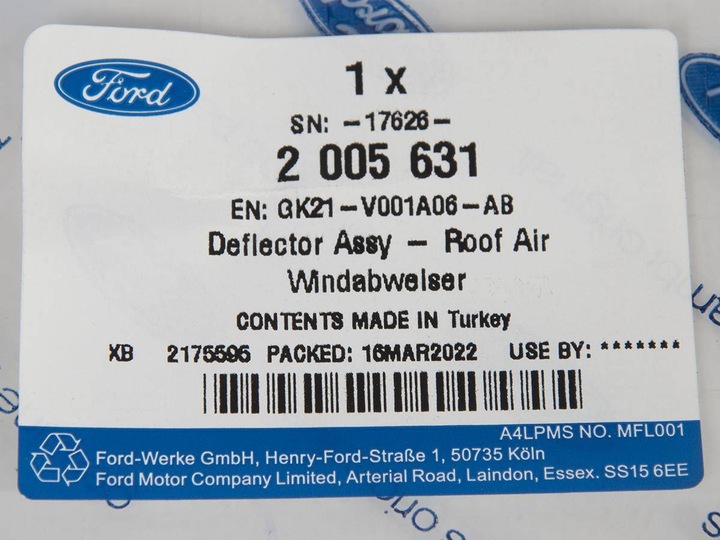 Ford
1 x
SN: -17626-
2 005 631
EN: GK21-V001A06-AB
Deflector Assy - Roof Air
Windabweiser
CONTENTS MADE IN Turkey
XB 2175595 PACKED: 16MAR2022 USE BY: *******
A4LPMS NO. MFL001
Ford-Werke GmbH, Henry-Ford-Straße 1, 50735 Köln
Ford Motor Company Limited, Arterial Road, Laindon, Essex. SS15 6EE